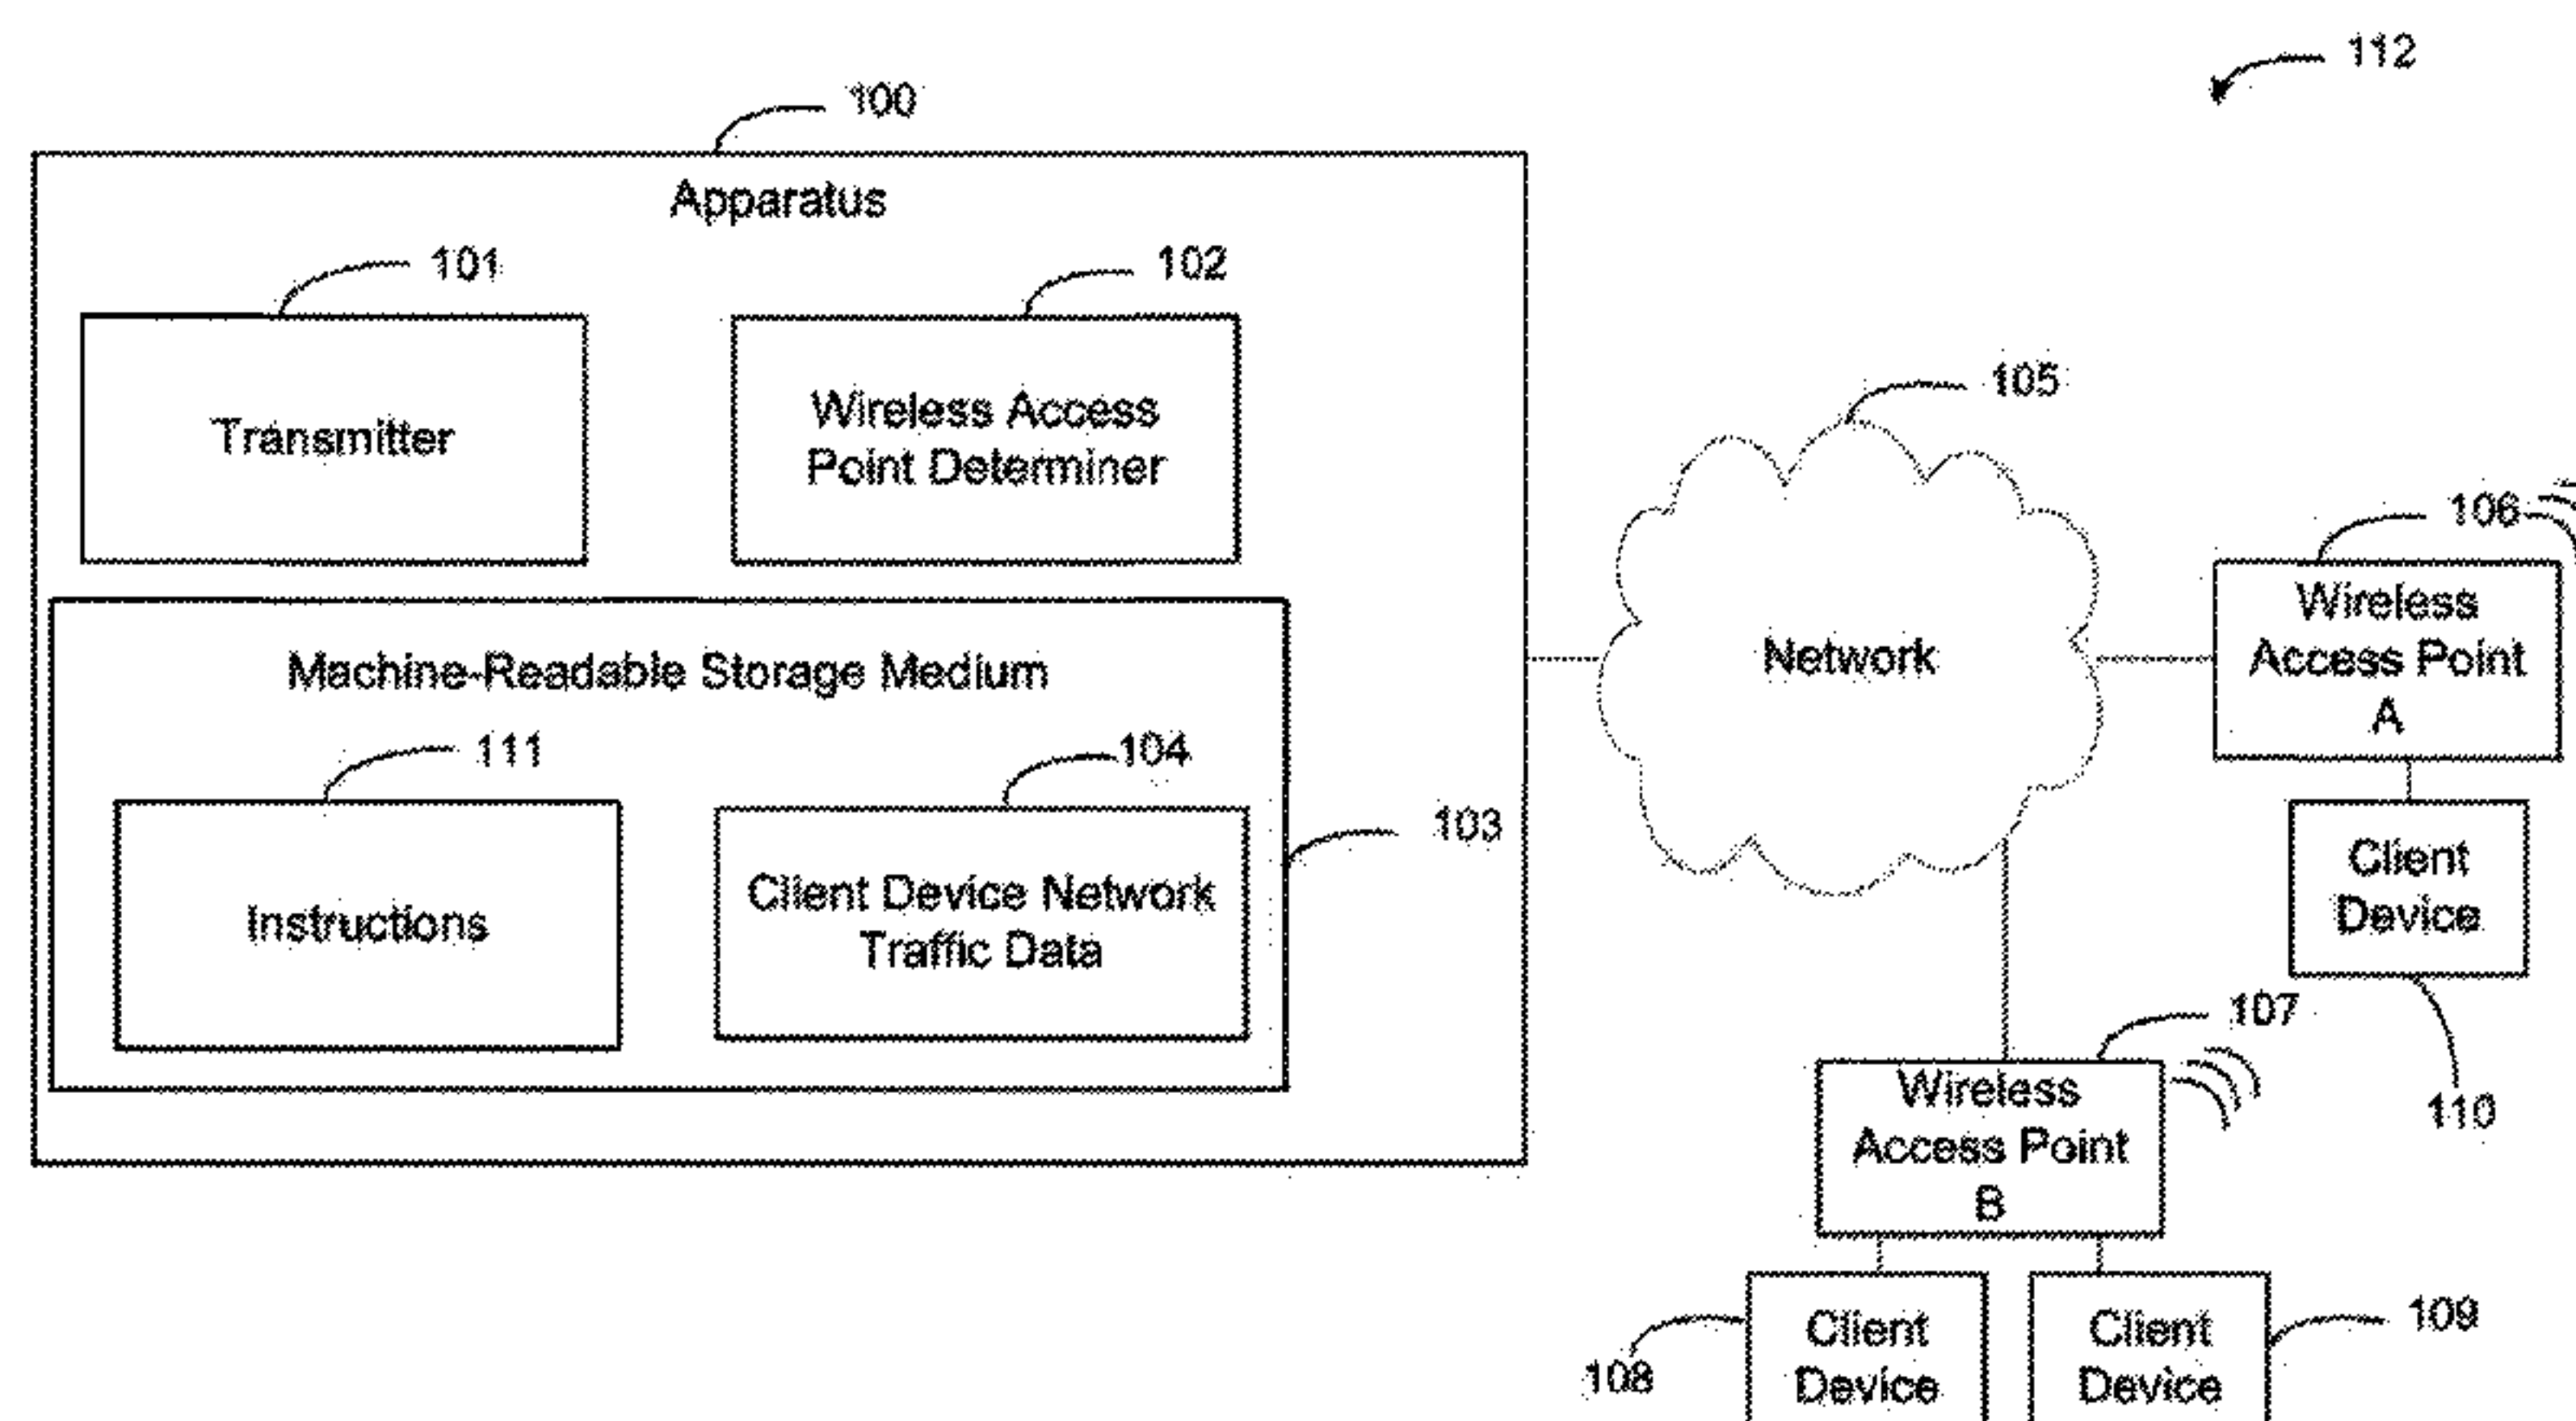 112
100
Apparatus
101
102
Transmitter
Wireless Access
Point Determiner
105
Network
106
Wireless
Access Point
A
Machine-Readable Storage Medium
111
104
103
Instructions
Client Device Network
Traffic Data
Client
Device
110
107
Wireless
Access Point
B
108
Client
Device
Client
Device
109